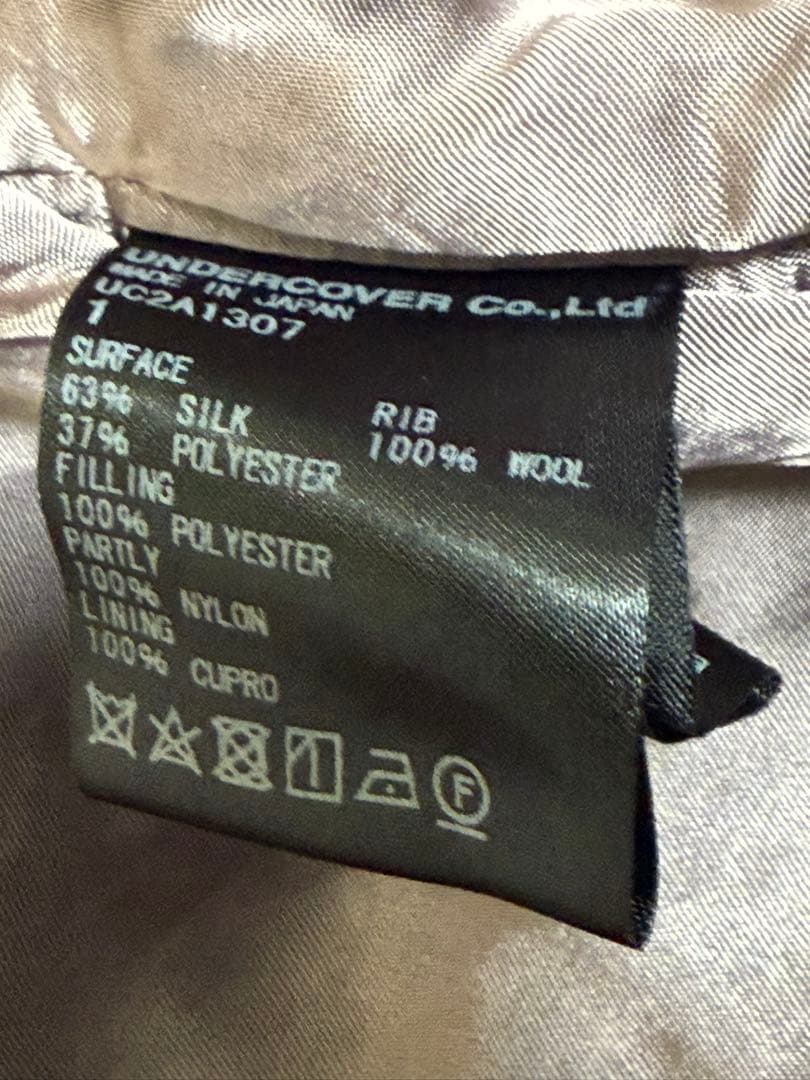 UNDERCOVER Co.,Ltd
MADE IN JAPAN
UC2A1307
1
SURFACE
63% SILK
37% POLYESTER
RIB
100% WOOL
FILLING
100% POLYESTER
PARTLY
100% NYLON
LINING
100% CUPRO
F